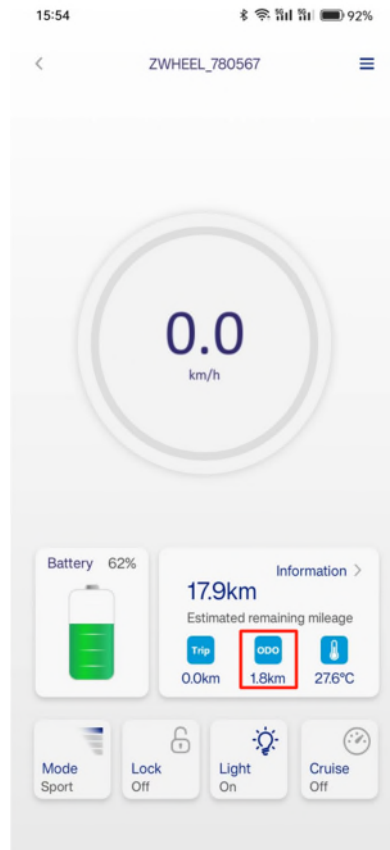 15:54 92%
ZWHEEL_780567
0.0
km/h
Battery 62%
Information >
17.9km
Estimated remaining mileage
Trip ODO
0.0km 1.8km 27.6°C
Mode Lock Light Cruise
Sport Off On Off